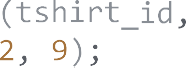 (tshirt_id,
2, 9);